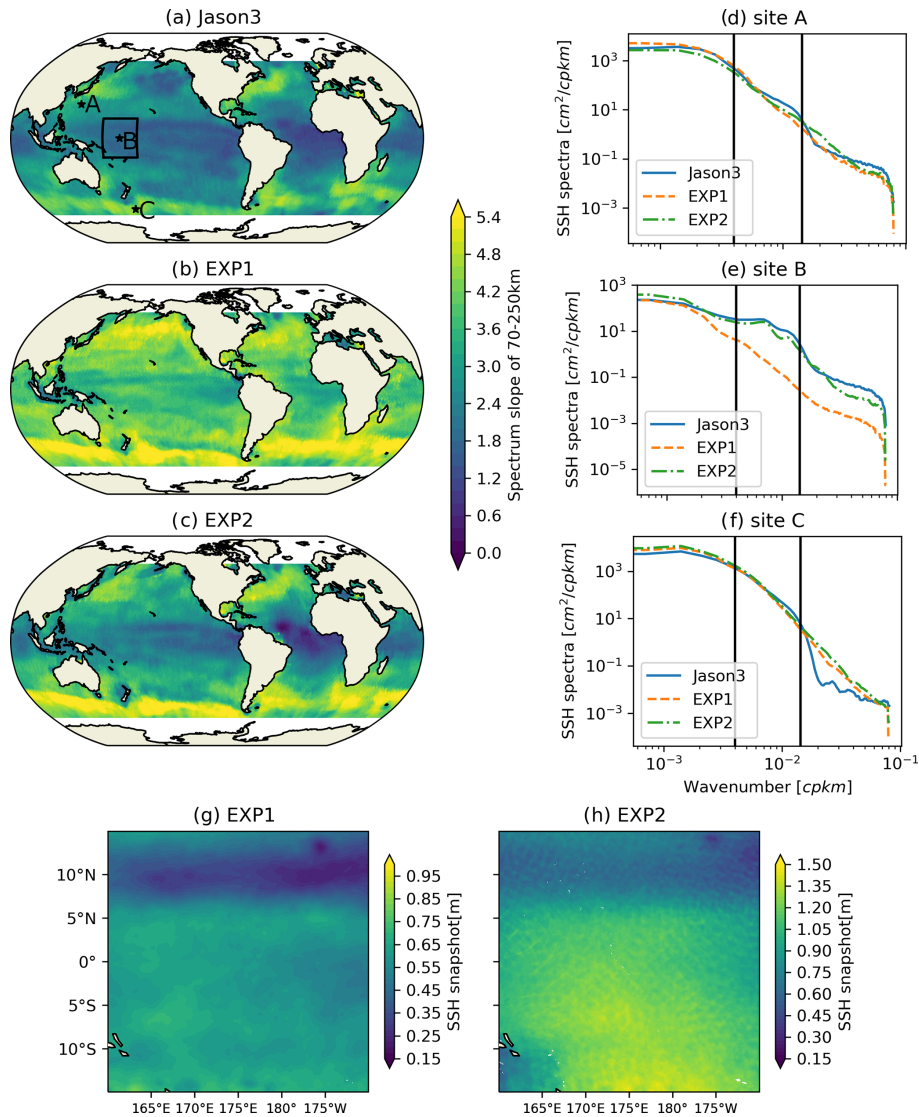 (a) Jason3
A
B
C
(b) EXP1
(c) EXP2
5.4
4.8
4.2
3.6
3.0
2.4
1.8
1.2
0.6
0.0
Spectrum slope of 70-250km
(d) site A
SSH spectra [cm²/cpkm]
10³
10¹
10⁻¹
10⁻³
Jason3
EXP1
EXP2
(e) site B
SSH spectra [cm²/cpkm]
10³
10¹
10⁻¹
10⁻³
10⁻⁵
Jason3
EXP1
EXP2
(f) site C
SSH spectra [cm²/cpkm]
10³
10¹
10⁻¹
10⁻³
Jason3
EXP1
EXP2
10⁻³ 10⁻² 10⁻¹
Wavenumber [cpkm]
(g) EXP1
10°N
5°N
0°
5°S
10°S
165°E 170°E 175°E 180° 175°W
0.95
0.85
0.75
0.65
0.55
0.45
0.35
0.25
0.15
SSH snapshot[m]
(h) EXP2
165°E 170°E 175°E 180° 175°W
1.50
1.35
1.20
1.05
0.90
0.75
0.60
0.45
0.30
0.15
SSH snapshot[m]